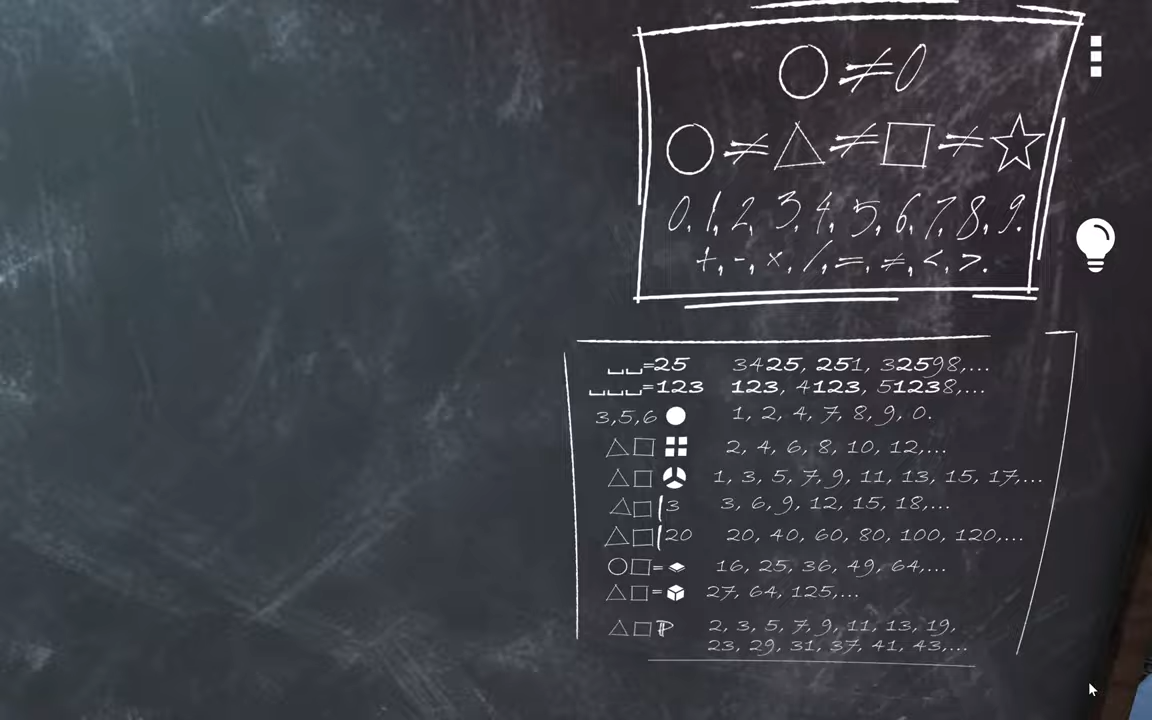 ○ ≠ 0
○ ≠ △ ≠ □ ≠ ☆
0, 1, 2, 3, 4, 5, 6, 7, 8, 9.
+, -, ×, /, =, ≠, <, >.
␣␣=25 3425, 251, 32598,...
␣␣␣=123 123, 4123, 51238,...
3,5,6 ● 1, 2, 4, 7, 8, 9, 0.
△□ 2, 4, 6, 8, 10, 12,...
△□ 1, 3, 5, 7, 9, 11, 13, 15, 17,...
△□|3 3, 6, 9, 12, 15, 18,...
△□|20 20, 40, 60, 80, 100, 120,...
○□= 16, 25, 36, 49, 64,...
△□= 27, 64, 125,...
△□ℙ 2, 3, 5, 7, 9, 11, 13, 19,
23, 29, 31, 37, 41, 43,...